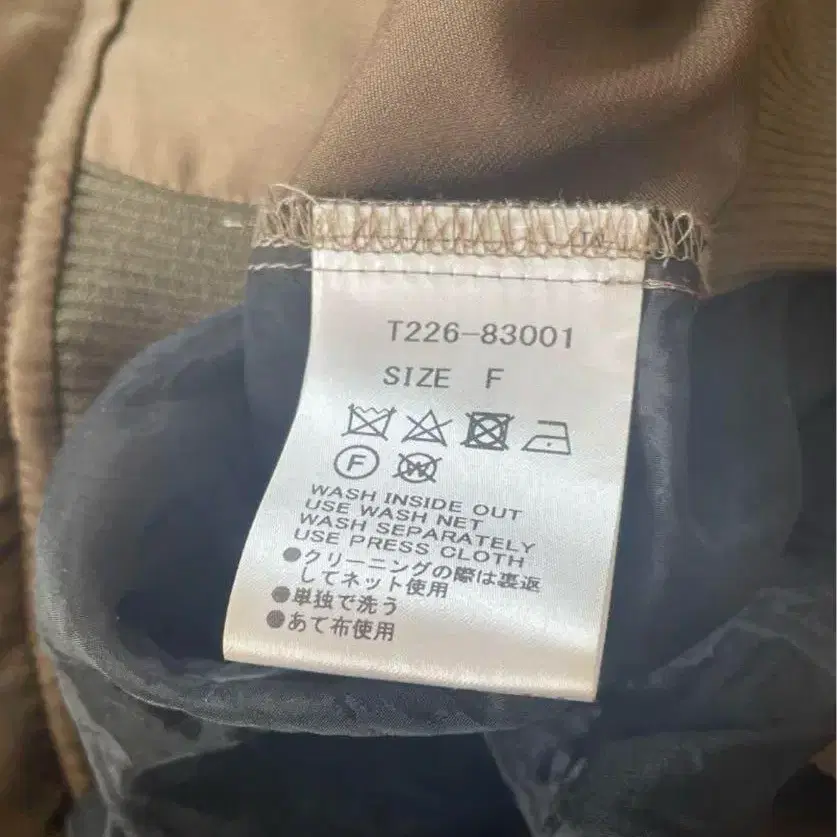 T226-83001
SIZE F
F W
WASH INSIDE OUT
USE WASH NET
WASH SEPARATELY
USE PRESS CLOTH
●クリーニングの際は裏返
してネット使用
●単独で洗う
●あて布使用